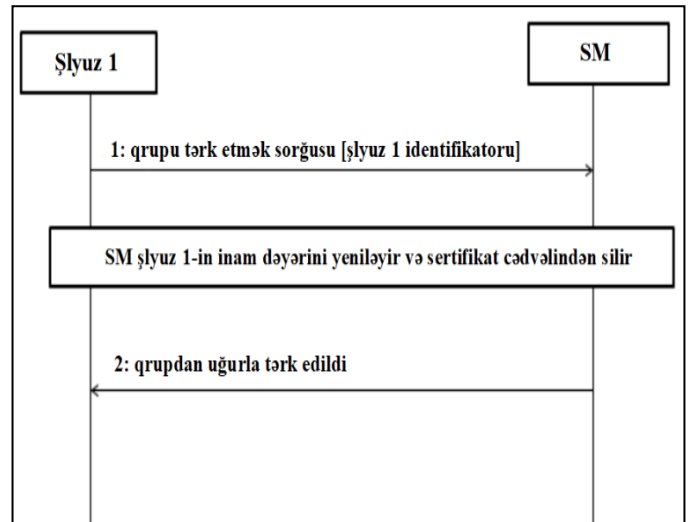 Şlyuz 1
SM
1: qrupu tərk etmək sorğusu [şlyuz 1 identifikatoru]
SM şlyuz 1-in inam dəyərini yeniləyir və sertifikat cədvəlindən silir
2: qrupdan uğurla tərk edildi